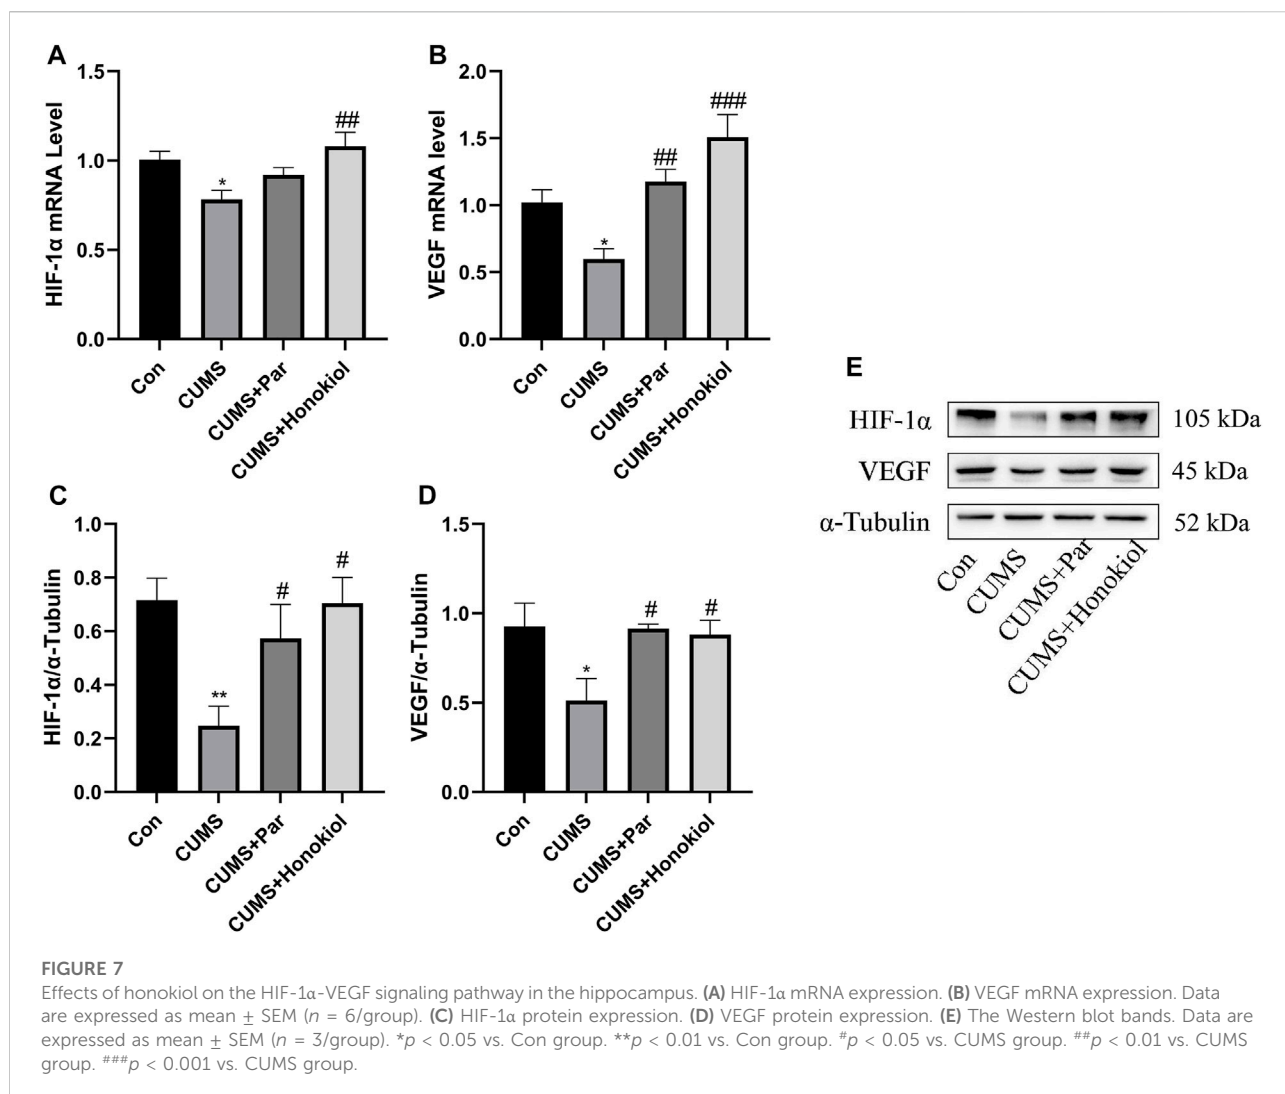 A
HIF-1α mRNA Level
1.5
1.0
0.5
0.0
*
##
Con
CUMS
CUMS+Par
CUMS+Honokiol
B
VEGF mRNA level
2.0
1.5
1.0
0.5
0.0
*
##
###
Con
CUMS
CUMS+Par
CUMS+Honokiol
C
HIF-1α/α-Tubulin
1.0
0.8
0.6
0.4
0.2
0.0
**
#
#
Con
CUMS
CUMS+Par
CUMS+Honokiol
D
VEGF/α-Tubulin
1.5
1.0
0.5
0.0
*
#
#
Con
CUMS
CUMS+Par
CUMS+Honokiol
E
HIF-1α 105 kDa
VEGF 45 kDa
α-Tubulin 52 kDa
Con
CUMS
CUMS+Par
CUMS+Honokiol
FIGURE 7
Effects of honokiol on the HIF-1α-VEGF signaling pathway in the hippocampus. (A) HIF-1α mRNA expression. (B) VEGF mRNA expression. Data
are expressed as mean ± SEM (n = 6/group). (C) HIF-1α protein expression. (D) VEGF protein expression. (E) The Western blot bands. Data are
expressed as mean ± SEM (n = 3/group). *p < 0.05 vs. Con group. **p < 0.01 vs. Con group. #p < 0.05 vs. CUMS group. ##p < 0.01 vs. CUMS
group. ###p < 0.001 vs. CUMS group.